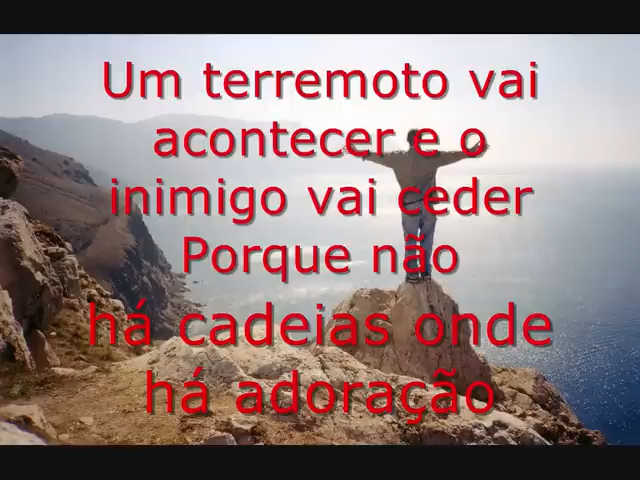 Um terremoto vai
acontecer e o
inimigo vai ceder
Porque não
há cadeias onde
há adoração